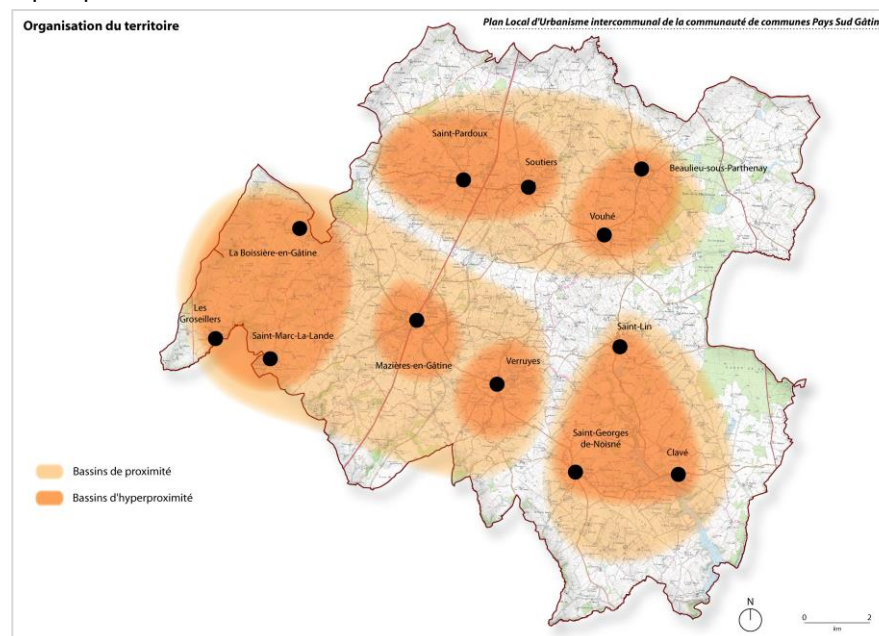 Organisation du territoire
Plan Local d'Urbanisme intercommunal de la communauté de communes Pays Sud Gâtin
Saint-Pardoux
Soutiers
Beaulieu-sous-Parthenay
Vouhé
La Boissière-en-Gâtine
Les
Groseillers
Saint-Marc-La-Lande
Mazières-en-Gâtine
Verruyes
Saint-Lin
Saint-Georges
de-Noisné
Clavé
Bassins de proximité
Bassins d'hyperproximité
N
0 2
km